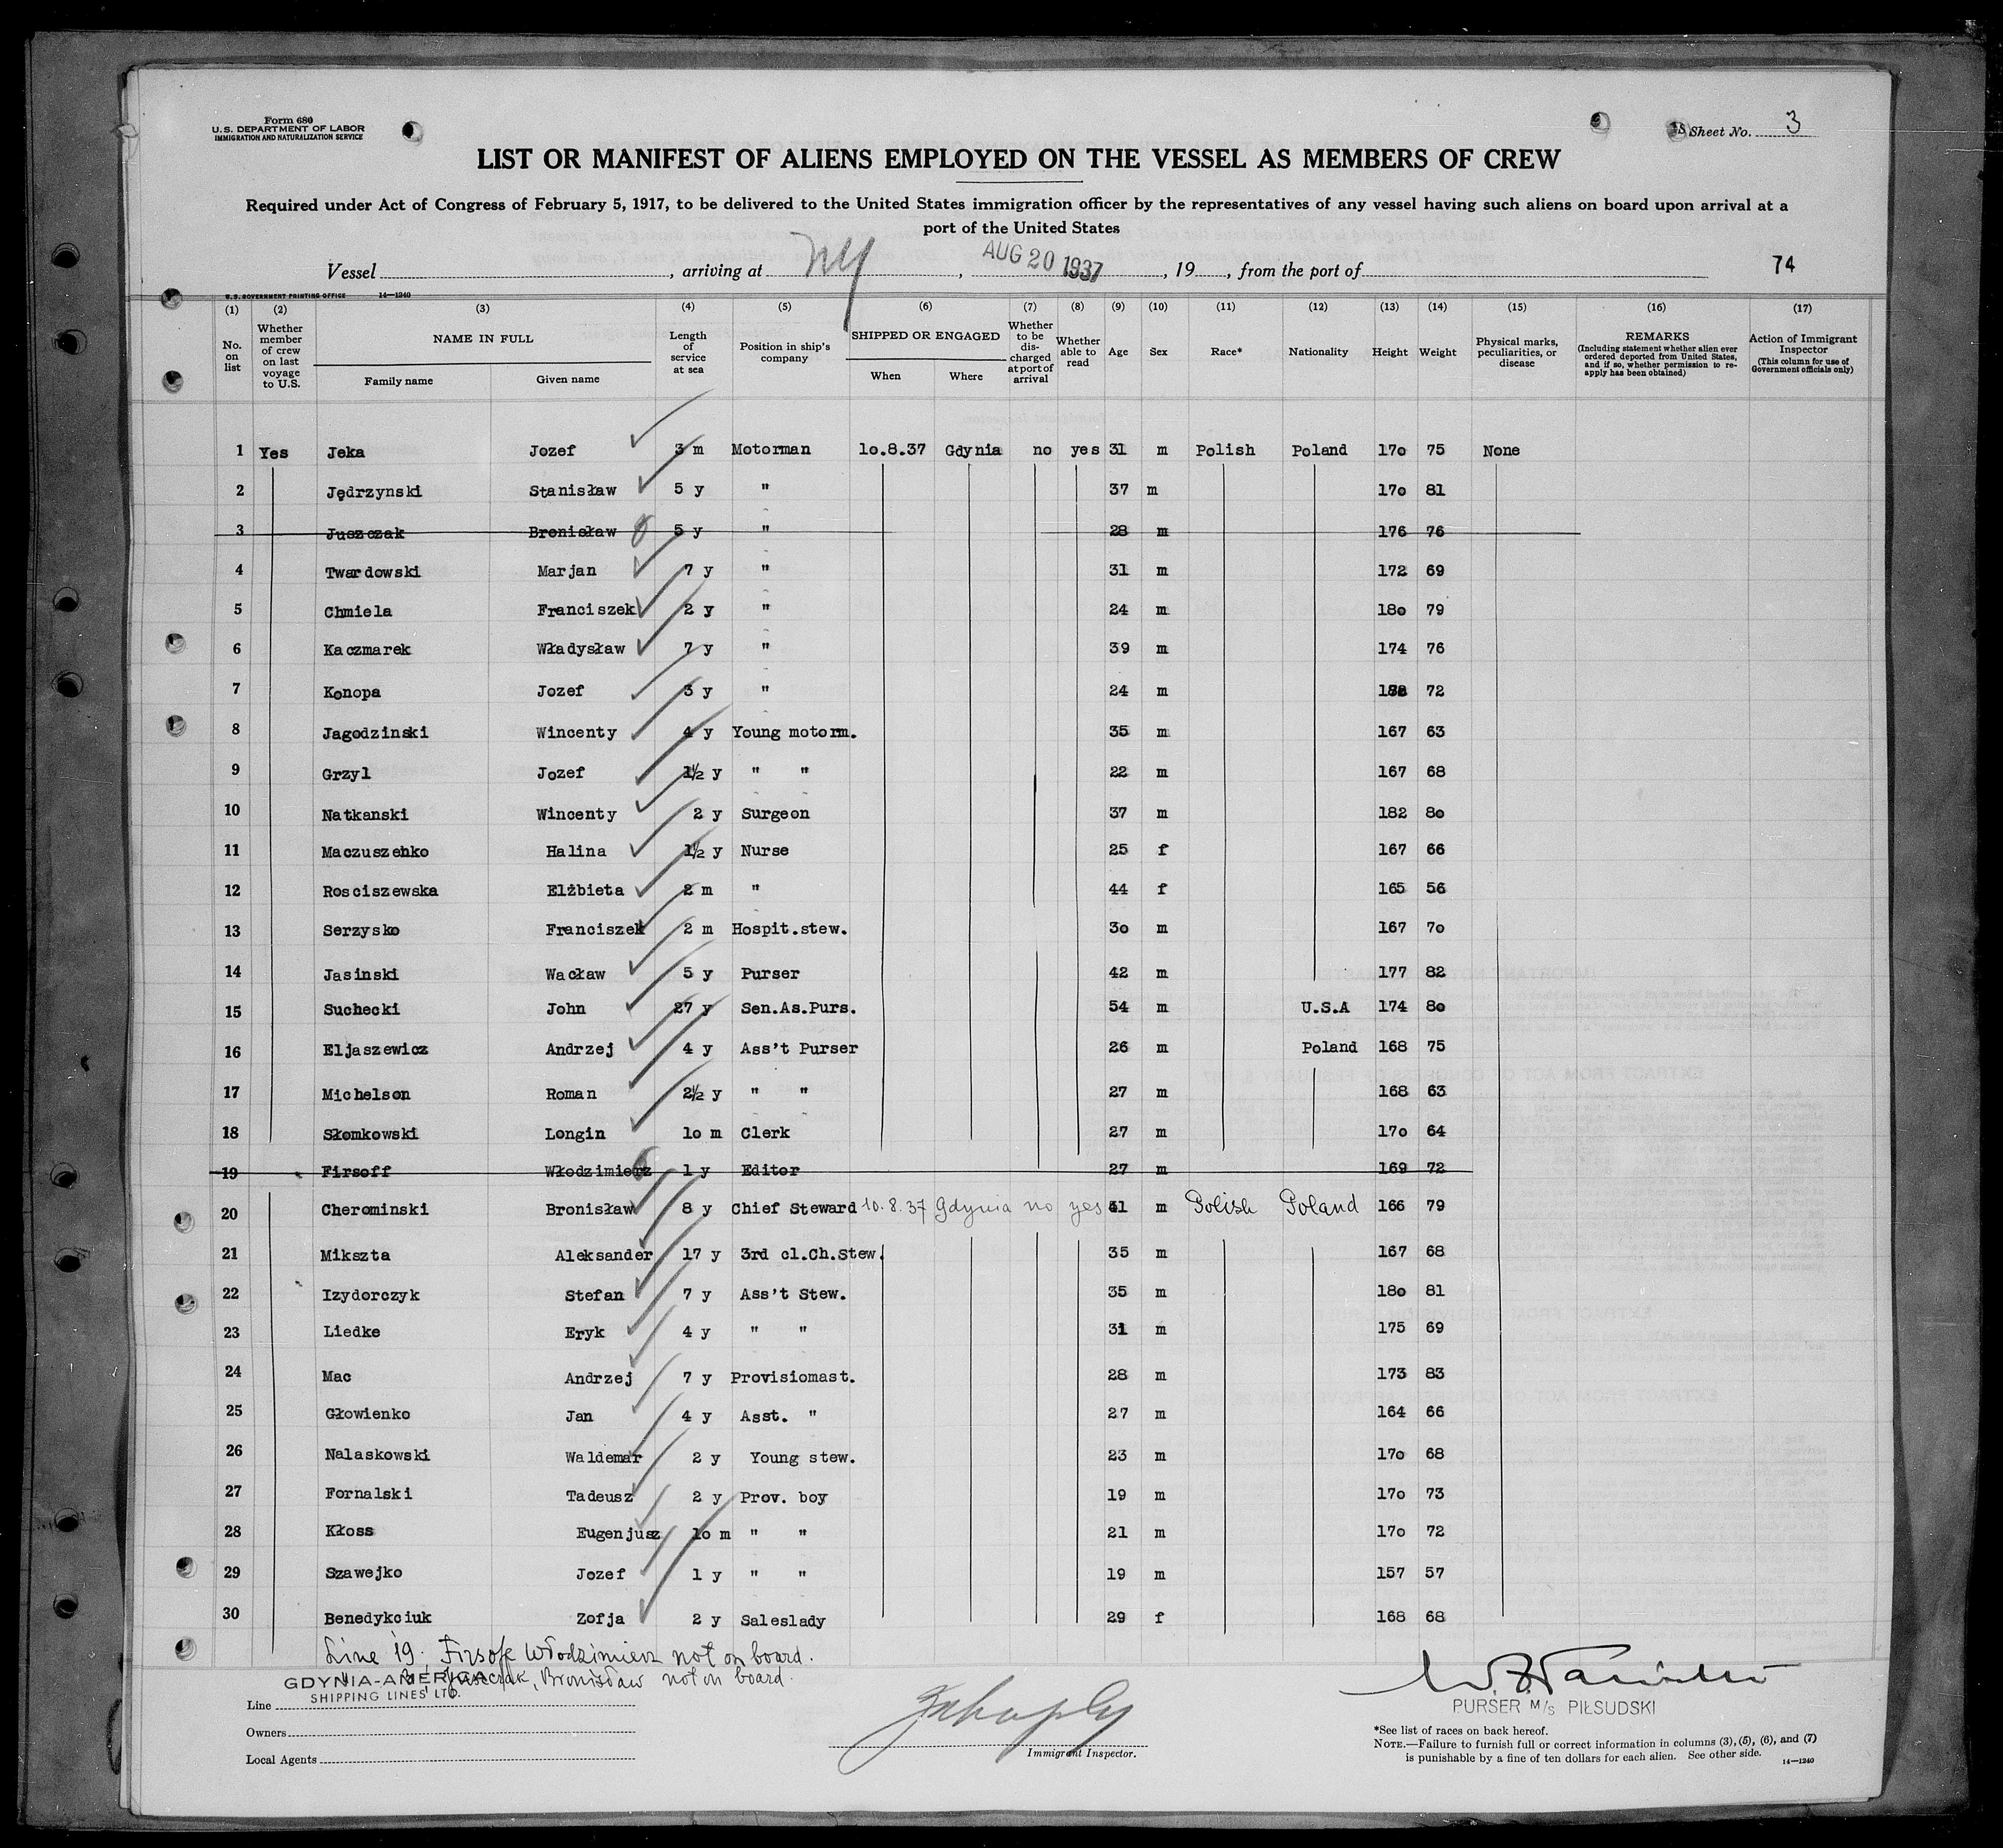 Form 680
U. S. DEPARTMENT OF LABOR
IMMIGRATION AND NATURALIZATION SERVICE
Sheet No. 3
LIST OR MANIFEST OF ALIENS EMPLOYED ON THE VESSEL AS MEMBERS OF CREW
Required under Act of Congress of February 5, 1917, to be delivered to the United States immigration officer by the representatives of any vessel having such aliens on board upon arrival at a
port of the United States
Vessel , arriving at NY , AUG 20 1937 , 19 , from the port of 74
U. S. GOVERNMENT PRINTING OFFICE 14—1240
(1) (2) (3) (4) (5) (6) (7) (8) (9) (10) (11) (12) (13) (14) (15) (16) (17)
No. on list Whether member of crew on last voyage to U.S. NAME IN FULL Family name Given name Length of service at sea Position in ship's company SHIPPED OR ENGAGED When Where Whether to be discharged at port of arrival Whether able to read Age Sex Race* Nationality Height Weight Physical marks, peculiarities, or disease REMARKS (Including statement whether alien ever ordered deported from United States, and if so, whether permission to reapply has been obtained) Action of Immigrant Inspector (This column for use of Government officials only)
1 Yes Jeka Jozef 3 m Motorman 10.8.37 Gdynia no yes 31 m Polish Poland 170 75 None
2 Jędrzynski Stanisław 5 y " 37 m 170 81
3 Juszczak Bronisław 5 y " 28 m 176 76
4 Twardowski Marjan 7 y " 31 m 172 69
5 Chmiela Franciszek 2 y " 24 m 180 79
6 Kaczmarek Władysław 7 y " 39 m 174 76
7 Konopa Jozef 3 y " 24 m 72
8 Jagodzinski Wincenty 4 y Young motorm. 35 m 167 63
9 Grzyl Jozef 1½ y " " 22 m 167 68
10 Natkanski Wincenty 2 y Surgeon 37 m 182 80
11 Maczuszenko Halina 1½ y Nurse 25 f 167 66
12 Rosciszewska Elżbieta 2 m " 44 f 165 56
13 Serzysko Franciszek 2 m Hospit.stew. 30 m 167 70
14 Jasinski Wacław 5 y Purser 42 m 177 82
15 Suchecki John 27 y Sen.As.Purs. 54 m U.S.A 174 80
16 Eljaszewicz Andrzej 4 y Ass't Purser 26 m Poland 168 75
17 Michelson Roman 2½ y " " 27 m 168 63
18 Słomkowski Longin 10 m Clerk 27 m 170 64
19 Firsoff Włodzimierz 1 y Editor 27 m 169 72
20 Cherominski Bronisław 8 y Chief Steward 10.8.37 Gdynia no yes 41 m Polish Poland 166 79
21 Mikszta Aleksander 17 y 3rd cl.Ch.stew. 35 m 167 68
22 Izydorczyk Stefan 7 y Ass't Stew. 35 m 180 81
23 Liedke Eryk 4 y " " 31 m 175 69
24 Mac Andrzej 7 y Provisiomast. 28 m 173 83
25 Głowienko Jan 4 y Asst. " 27 m 164 66
26 Nalaskowski Waldemar 2 y Young stew. 23 m 170 68
27 Fornalski Tadeusz 2 y Prov. boy 19 m 170 73
28 Kłoss Eugenjusz 10 m " " 21 m 170 72
29 Szawejko Jozef 1 y " " 19 m 157 57
30 Benedykciuk Zofja 2 y Saleslady 29 f 168 68
Line 19; Firsoff Włodzimierz not on board.
" 3; Juszczak, Bronisław not on board.
GDYNIA-AMERICA
SHIPPING LINES LTD.
Line
Owners
Local Agents
Immigrant Inspector.
PURSER M/S PIŁSUDSKI
*See list of races on back hereof.
NOTE.—Failure to furnish full or correct information in columns (3), (5), (6), and (7)
is punishable by a fine of ten dollars for each alien. See other side.
14—1240